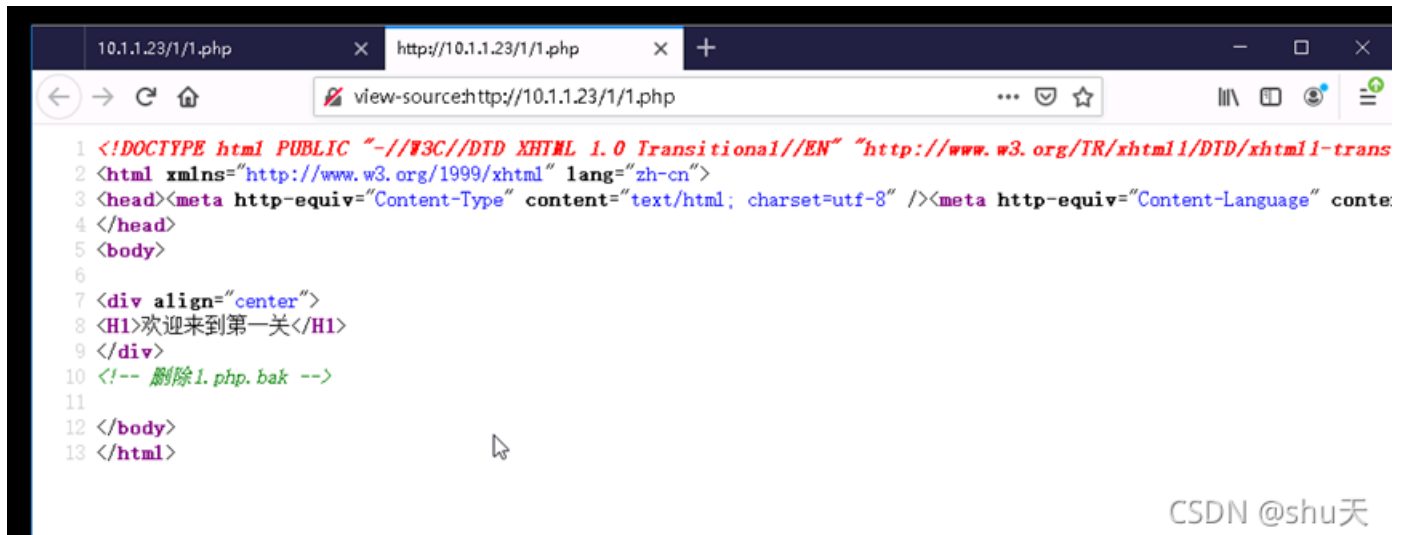 10.1.1.23/1/1.php http://10.1.1.23/1/1.php
view-source:http://10.1.1.23/1/1.php
1 <!DOCTYPE html PUBLIC "-//W3C//DTD XHTML 1.0 Transitional//EN" "http://www.w3.org/TR/xhtml1/DTD/xhtml1-trans
2 <html xmlns="http://www.w3.org/1999/xhtml" lang="zh-cn">
3 <head><meta http-equiv="Content-Type" content="text/html; charset=utf-8" /><meta http-equiv="Content-Language" conte
4 </head>
5 <body>
6
7 <div align="center">
8 <H1>欢迎来到第一关</H1>
9 </div>
10 <!-- 删除1.php.bak -->
11
12 </body>
13 </html>
CSDN @shu天